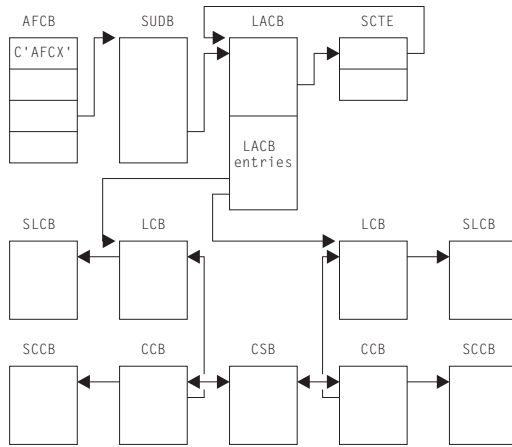 AFCB SUDB LACB SCTE
C'AFCX'
LACB
entries
SLCB LCB LCB SLCB
SCCB CCB CSB CCB SCCB